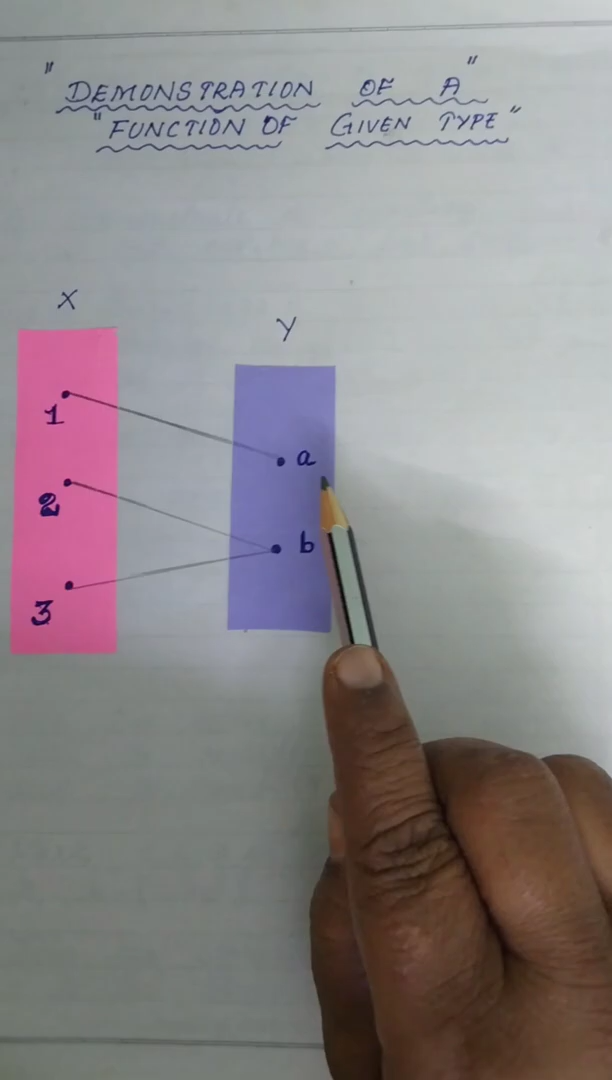 " DEMONSTRATION OF A "
"FUNCTION OF GIVEN TYPE"
X
Y
1
a
2
b
3